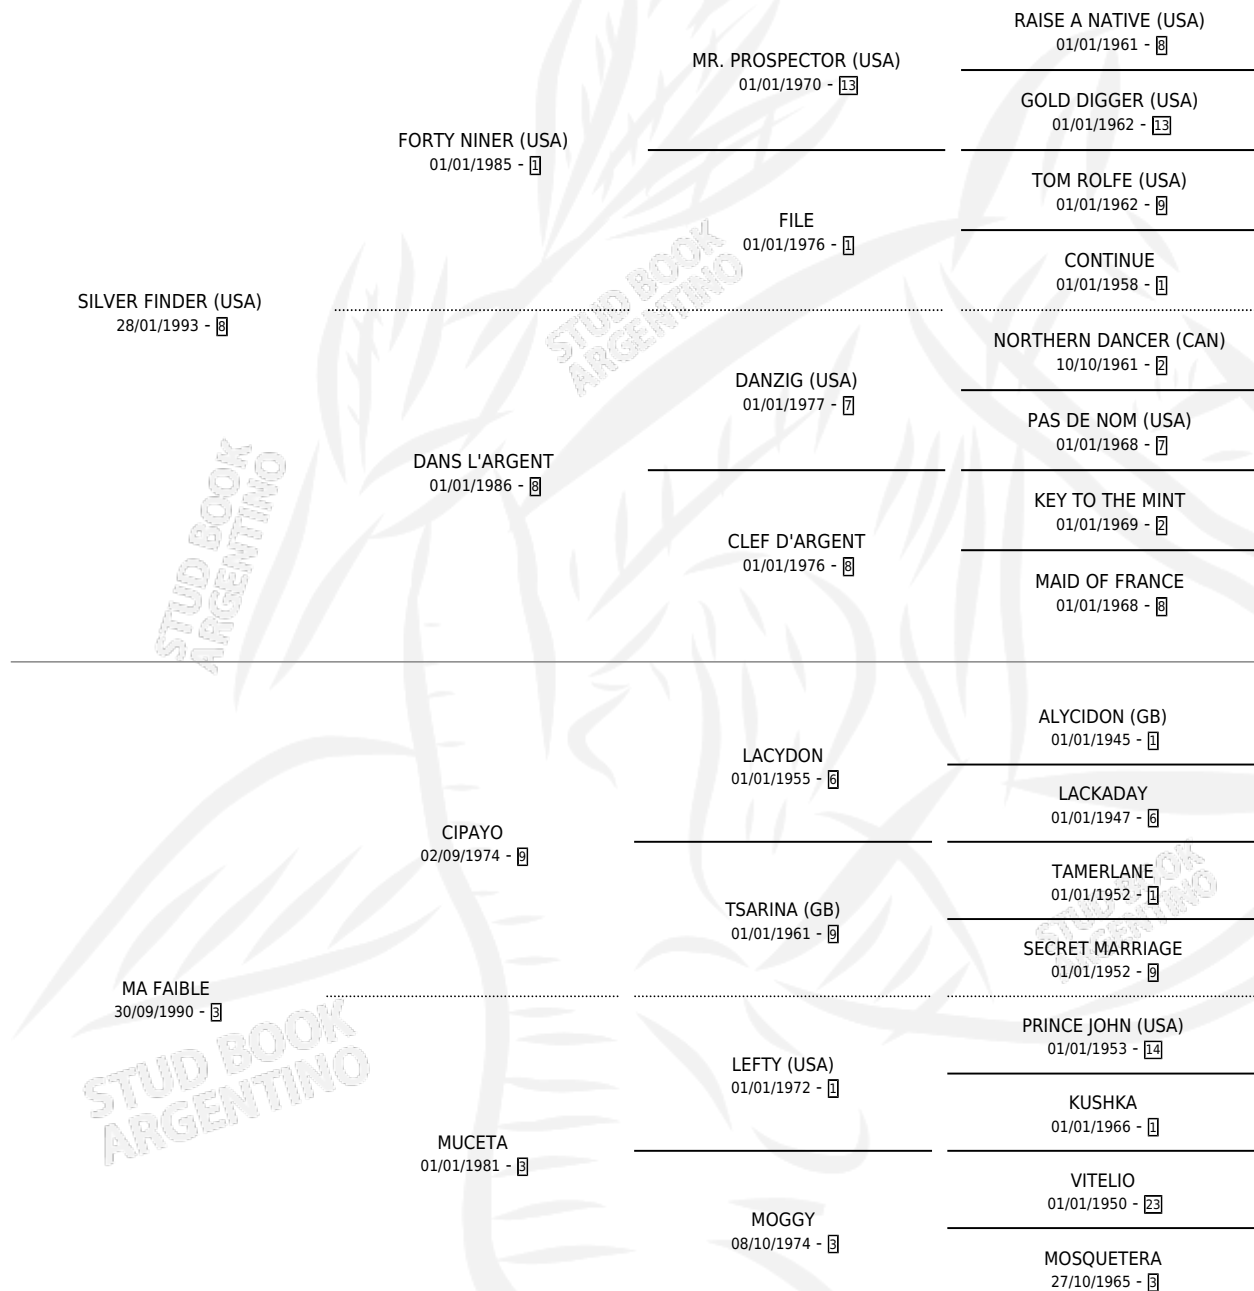 RAISE A NATIVE (USA)
01/01/1961 - 8
MR. PROSPECTOR (USA)
01/01/1970 - 13
GOLD DIGGER (USA)
01/01/1962 - 13
FORTY NINER (USA)
01/01/1985 - 1
TOM ROLFE (USA)
01/01/1962 - 9
FILE
01/01/1976 - 1
CONTINUE
01/01/1958 - 1
SILVER FINDER (USA)
28/01/1993 - 8
NORTHERN DANCER (CAN)
10/10/1961 - 2
DANZIG (USA)
01/01/1977 - 7
PAS DE NOM (USA)
01/01/1968 - 7
DANS L'ARGENT
01/01/1986 - 8
KEY TO THE MINT
01/01/1969 - 2
CLEF D'ARGENT
01/01/1976 - 8
MAID OF FRANCE
01/01/1968 - 8
ALYCIDON (GB)
01/01/1945 - 1
LACYDON
01/01/1955 - 6
LACKADAY
01/01/1947 - 6
CIPAYO
02/09/1974 - 9
TAMERLANE
01/01/1952 - 1
TSARINA (GB)
01/01/1961 - 9
SECRET MARRIAGE
01/01/1952 - 9
MA FAIBLE
30/09/1990 - 3
PRINCE JOHN (USA)
01/01/1953 - 14
LEFTY (USA)
01/01/1972 - 1
KUSHKA
01/01/1966 - 1
MUCETA
01/01/1981 - 3
VITELIO
01/01/1950 - 23
MOGGY
08/10/1974 - 3
MOSQUETERA
27/10/1965 - 3
STUD BOOK
ARGENTINO
STUD BOOK
ARGENTINO
STUD BOOK
ARGENTINO
STUD BOOK
ARGENTINO